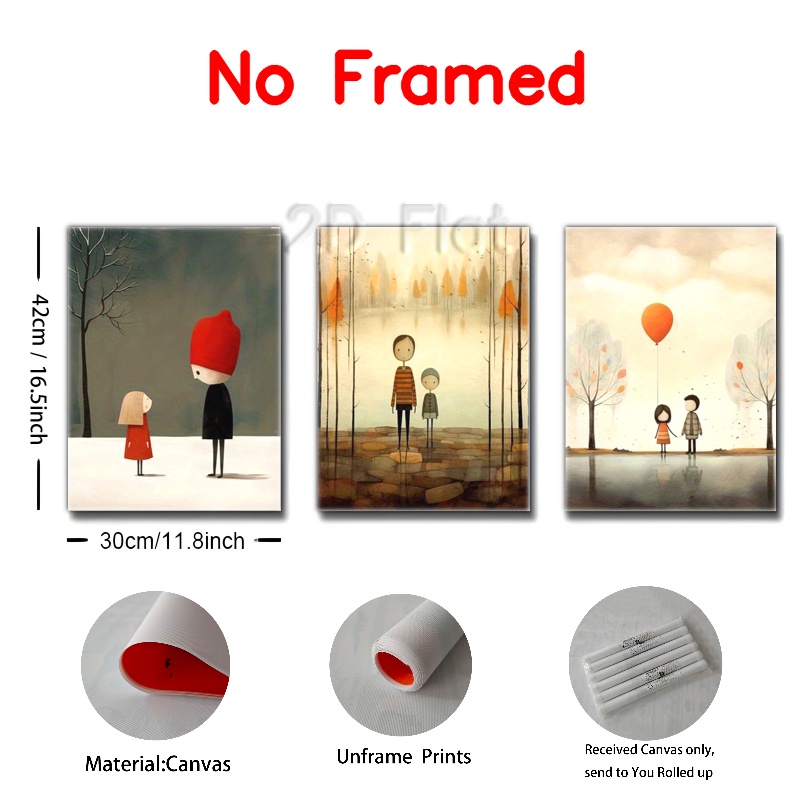 No Framed
2D Flat
42cm / 16.5inch
30cm/11.8inch
Material:Canvas
Unframe Prints
Received Canvas only,
send to You Rolled up